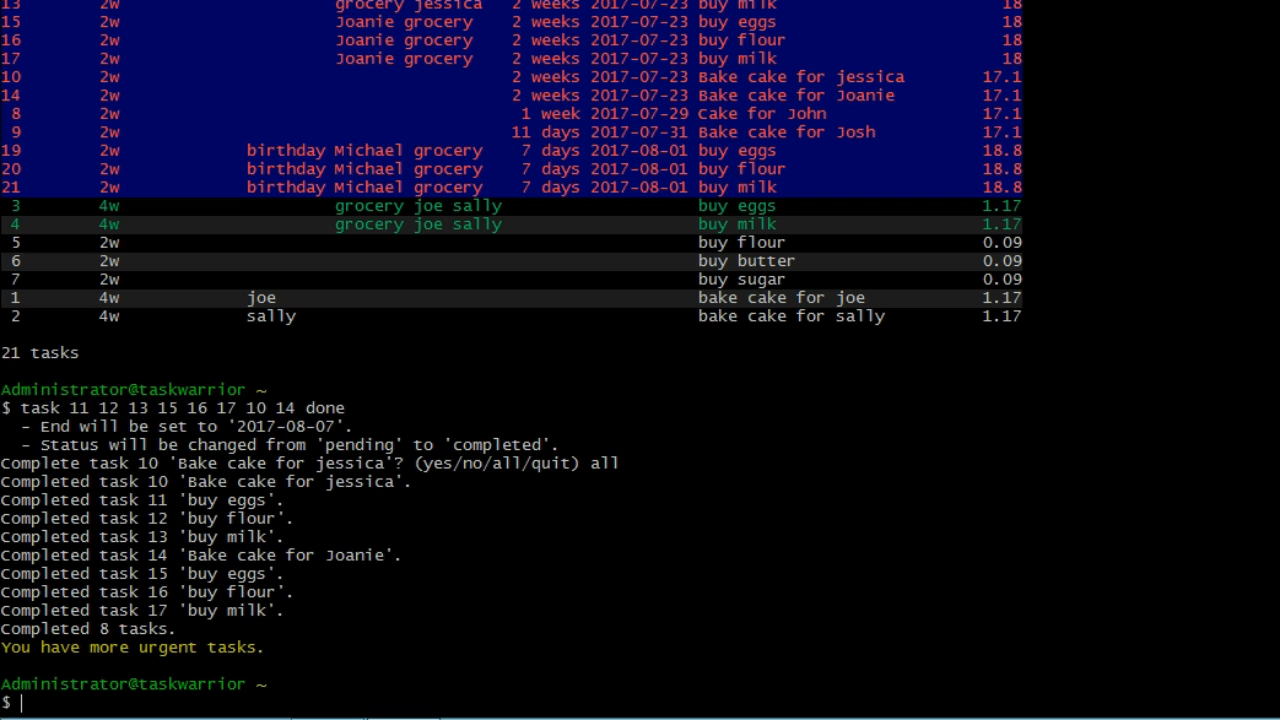 13 2w grocery jessica 2 weeks 2017-07-23 buy milk 18
15 2w Joanie grocery 2 weeks 2017-07-23 buy eggs 18
16 2w Joanie grocery 2 weeks 2017-07-23 buy flour 18
17 2w Joanie grocery 2 weeks 2017-07-23 buy milk 18
10 2w 2 weeks 2017-07-23 Bake cake for jessica 17.1
14 2w 2 weeks 2017-07-23 Bake cake for Joanie 17.1
8 2w 1 week 2017-07-29 Cake for John 17.1
9 2w 11 days 2017-07-31 Bake cake for Josh 17.1
19 2w birthday Michael grocery 7 days 2017-08-01 buy eggs 18.8
20 2w birthday Michael grocery 7 days 2017-08-01 buy flour 18.8
21 2w birthday Michael grocery 7 days 2017-08-01 buy milk 18.8
3 4w grocery joe sally buy eggs 1.17
4 4w grocery joe sally buy milk 1.17
5 2w buy flour 0.09
6 2w buy butter 0.09
7 2w buy sugar 0.09
1 4w joe bake cake for joe 1.17
2 4w sally bake cake for sally 1.17
21 tasks
Administrator@taskwarrior ~
$ task 11 12 13 15 16 17 10 14 done
- End will be set to '2017-08-07'.
- Status will be changed from 'pending' to 'completed'.
Complete task 10 'Bake cake for jessica'? (yes/no/all/quit) all
Completed task 10 'Bake cake for jessica'.
Completed task 11 'buy eggs'.
Completed task 12 'buy flour'.
Completed task 13 'buy milk'.
Completed task 14 'Bake cake for Joanie'.
Completed task 15 'buy eggs'.
Completed task 16 'buy flour'.
Completed task 17 'buy milk'.
Completed 8 tasks.
You have more urgent tasks.
Administrator@taskwarrior ~
$